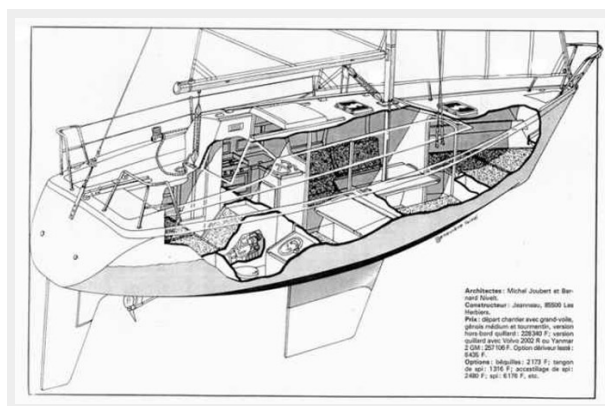 Architectes : Michel Joubert et Ber-
nard Nivelt.
Constructeur : Jeanneau, 85500 Les
Herbiers.
Prix : départ chantier avec grand-voile,
génois médium et tourmentin, version
hors-bord quillard : 228340 F; version
quillard avec Volvo 2002 R ou Yanmar
2 GM : 257106 F. Option dériveur lesté :
6435 F.
Options : béquilles : 2173 F; tangon
de spi : 1316 F; accastillage de spi :
2480 F; spi : 6176 F, etc.